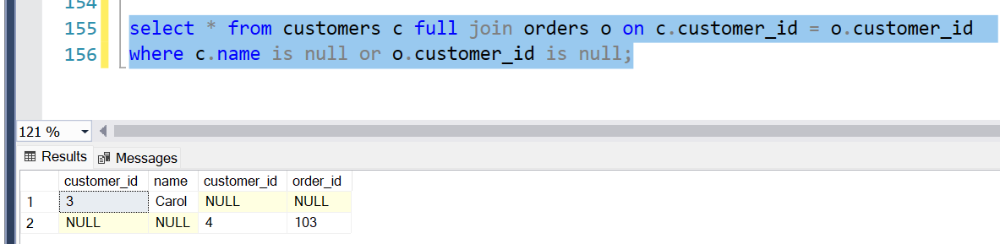 154
155 select * from customers c full join orders o on c.customer_id = o.customer_id
156 where c.name is null or o.customer_id is null;
121 %
Results Messages
customer_id name customer_id order_id
1 3 Carol NULL NULL
2 NULL NULL 4 103